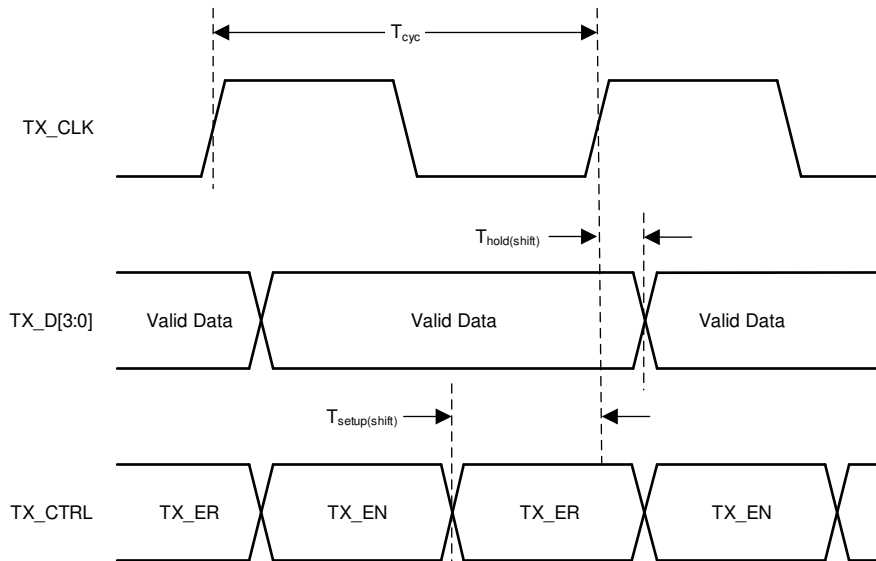 Tcyc
TX_CLK
Thold(shift)
TX_D[3:0]
Valid Data
Valid Data
Valid Data
Tsetup(shift)
TX_CTRL
TX_ER
TX_EN
TX_ER
TX_EN